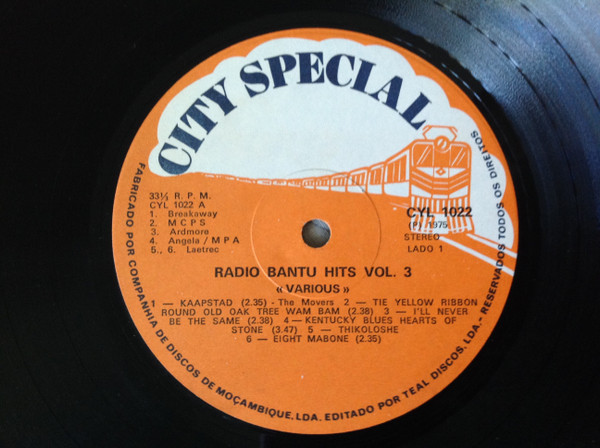 CITY SPECIAL
33⅓ R. P. M.
CYL 1022 A
1. Breakaway
2. M C P S
3. Ardmore
4. Angela / M P A
5., 6. Laetrec
CYL 1022
(P) 1975
STEREO
LADO 1
RADIO BANTU HITS VOL. 3
«VARIOUS»
1 — KAAPSTAD (2.35) - The Movers 2 — TIE YELLOW RIBBON
ROUND OLD OAK TREE WAM BAM (2.38) 3 — I'LL NEVER
BE THE SAME (2.38) 4 — KENTUCKY BLUES HEARTS OF
STONE (3.47) 5 — THIKOLOSHE
6 — EIGHT MABONE (2.35)
FABRICADO POR COMPANHIA DE DISCOS DE MOÇAMBIQUE, LDA. EDITADO POR TEAL DISCOS, LDA.- RESERVADOS TODOS OS DIREITOS